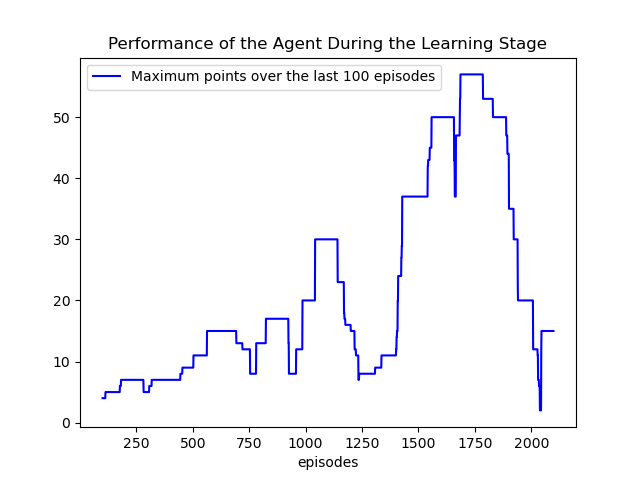 Performance of the Agent During the Learning Stage
Maximum points over the last 100 episodes
50
40
30
20
10
0
250 500 750 1000 1250 1500 1750 2000
episodes